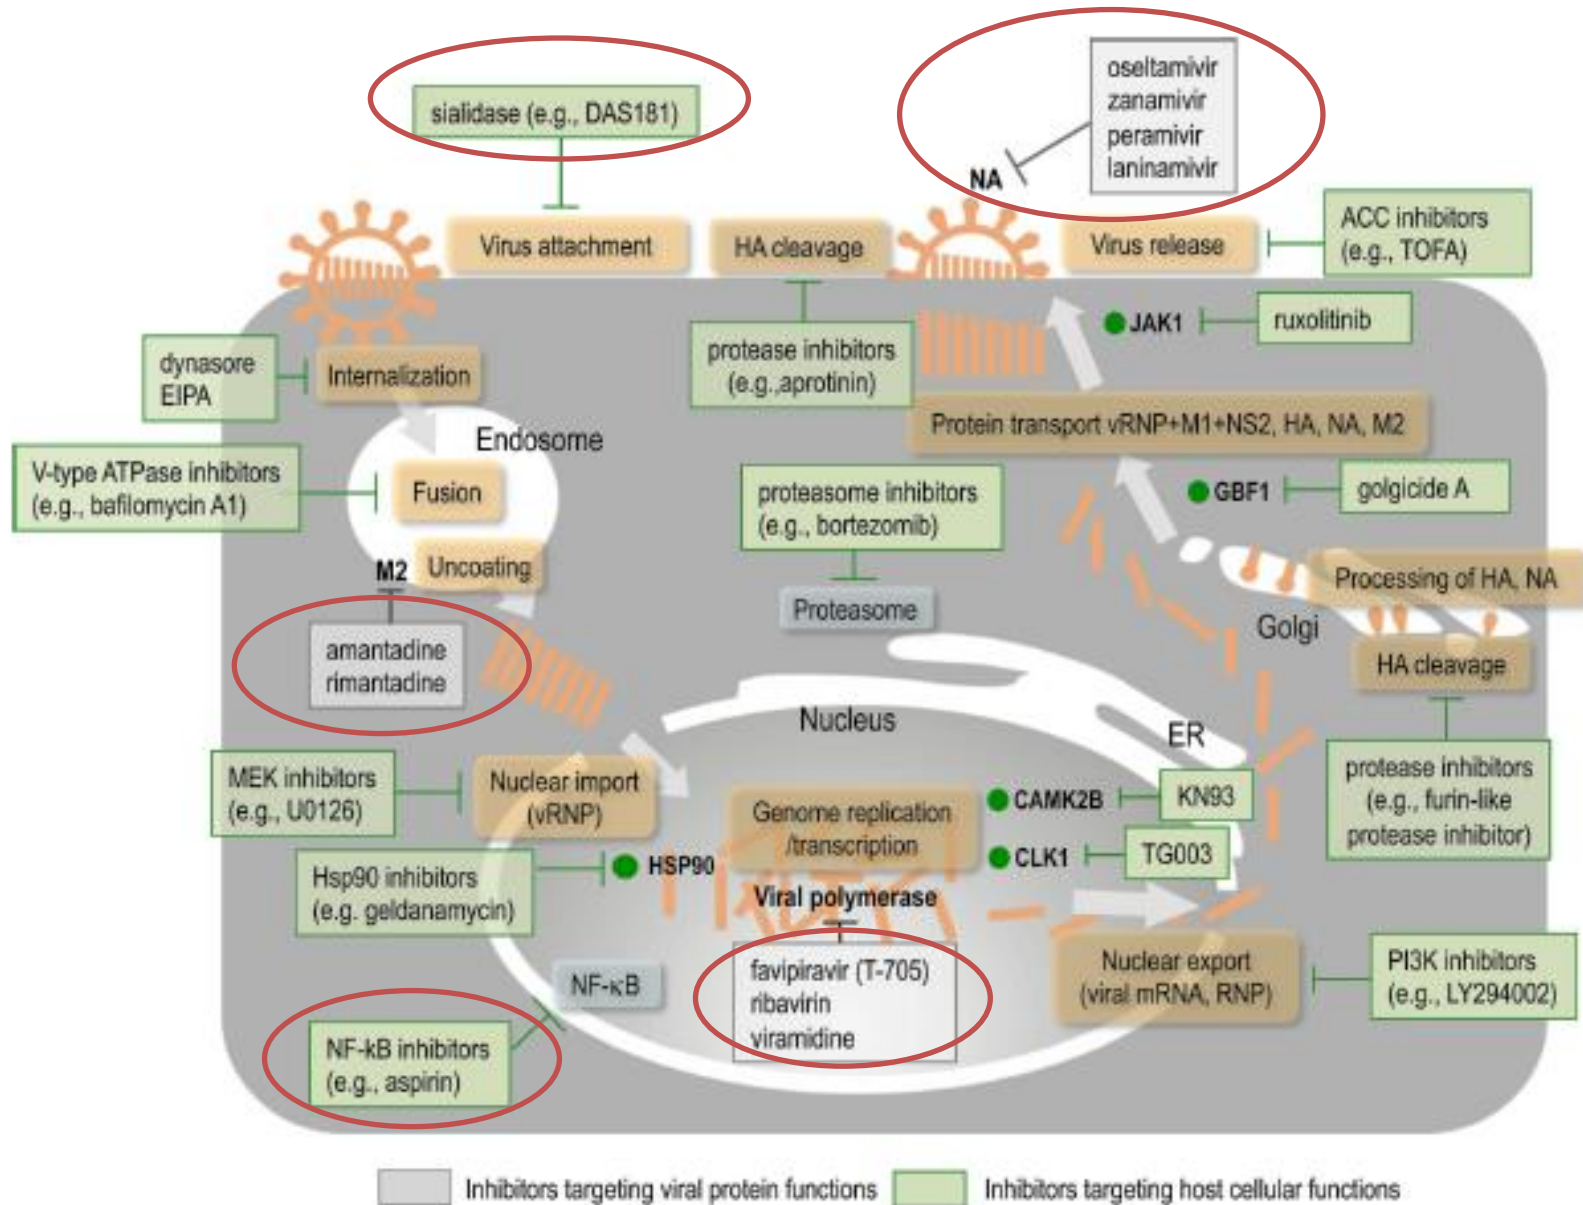 sialidase (e.g., DAS181)
oseltamivir
zanamivir
peramivir
laninamivir
NA
Virus attachment
HA cleavage
Virus release
ACC inhibitors
(e.g., TOFA)
JAK1
ruxolitinib
dynasore
EIPA
Internalization
protease inhibitors
(e.g.,aprotinin)
Protein transport vRNP+M1+NS2, HA, NA, M2
Endosome
V-type ATPase inhibitors
(e.g., bafilomycin A1)
Fusion
proteasome inhibitors
(e.g., bortezomib)
GBF1
golgicide A
M2
Uncoating
Proteasome
Processing of HA, NA
Golgi
amantadine
rimantadine
HA cleavage
Nucleus
ER
MEK inhibitors
(e.g., U0126)
Nuclear import
(vRNP)
Genome replication
/transcription
CAMK2B
KN93
protease inhibitors
(e.g., furin-like
protease inhibitor)
CLK1
TG003
HSP90
Hsp90 inhibitors
(e.g. geldanamycin)
Viral polymerase
NF-κB
favipiravir (T-705)
ribavirin
viramidine
Nuclear export
(viral mRNA, RNP)
PI3K inhibitors
(e.g., LY294002)
NF-kB inhibitors
(e.g., aspirin)
Inhibitors targeting viral protein functions
Inhibitors targeting host cellular functions